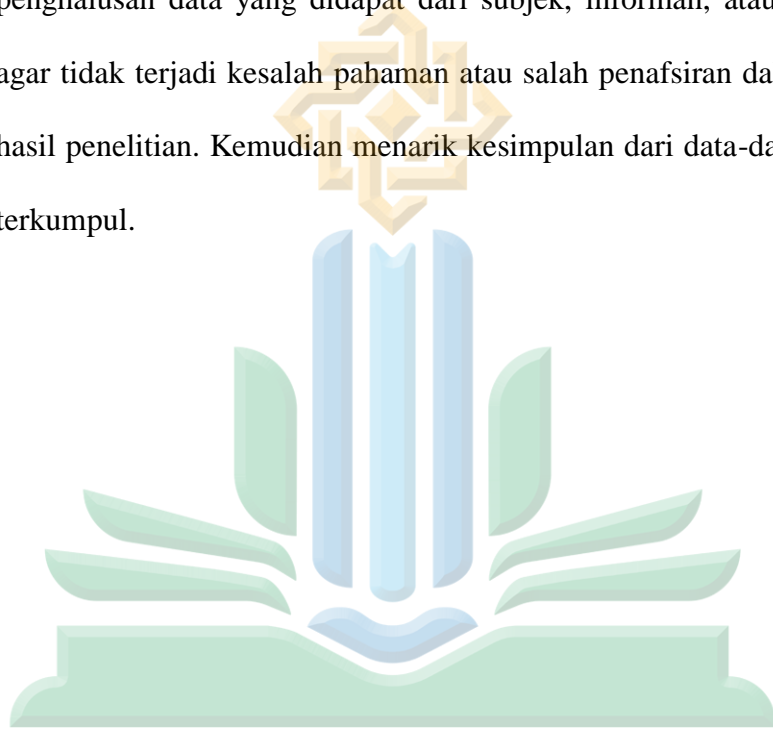 penghalusan data yang didapat dari subjek, informan, atau
agar tidak terjadi kesalah pahaman atau salah penafsiran da
hasil penelitian. Kemudian menarik kesimpulan dari data-da
terkumpul.